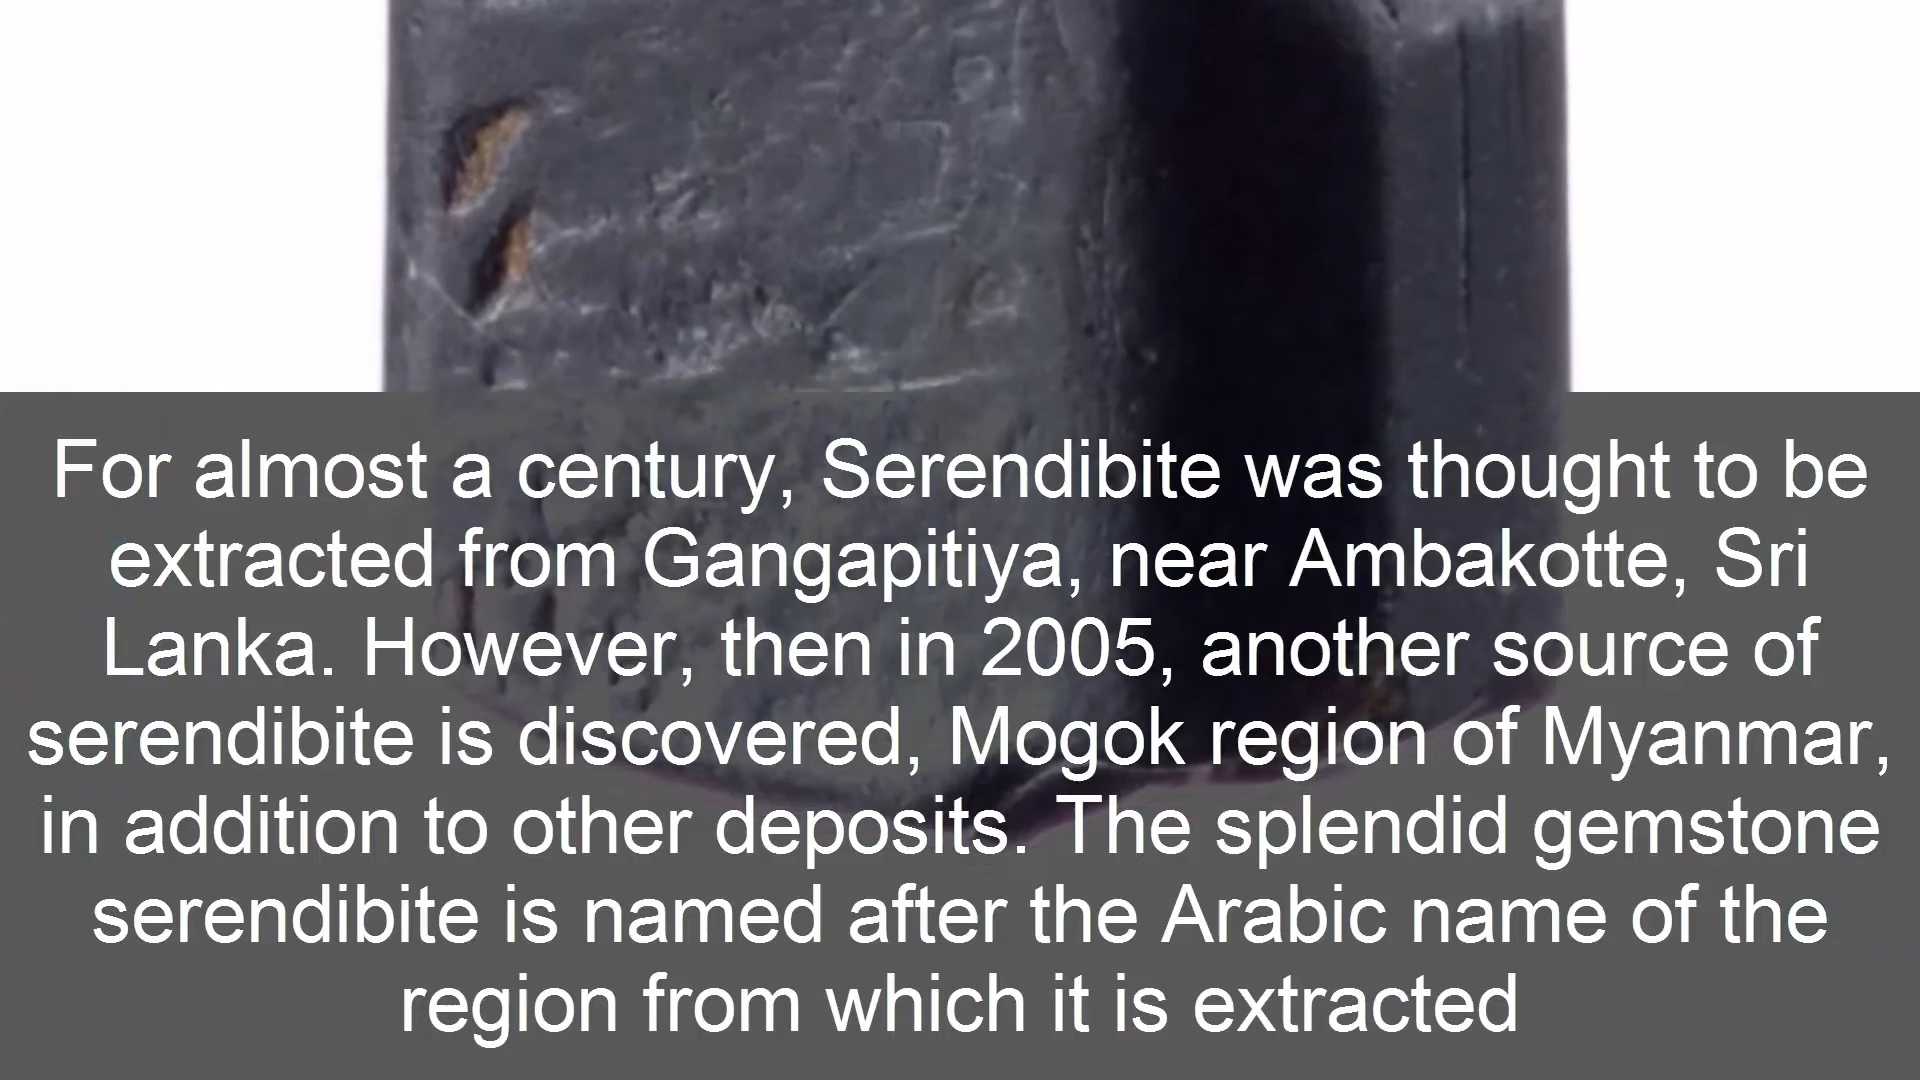 For almost a century, Serendibite was thought to be
extracted from Gangapitiya, near Ambakotte, Sri
Lanka. However, then in 2005, another source of
serendibite is discovered, Mogok region of Myanmar,
in addition to other deposits. The splendid gemstone
serendibite is named after the Arabic name of the
region from which it is extracted